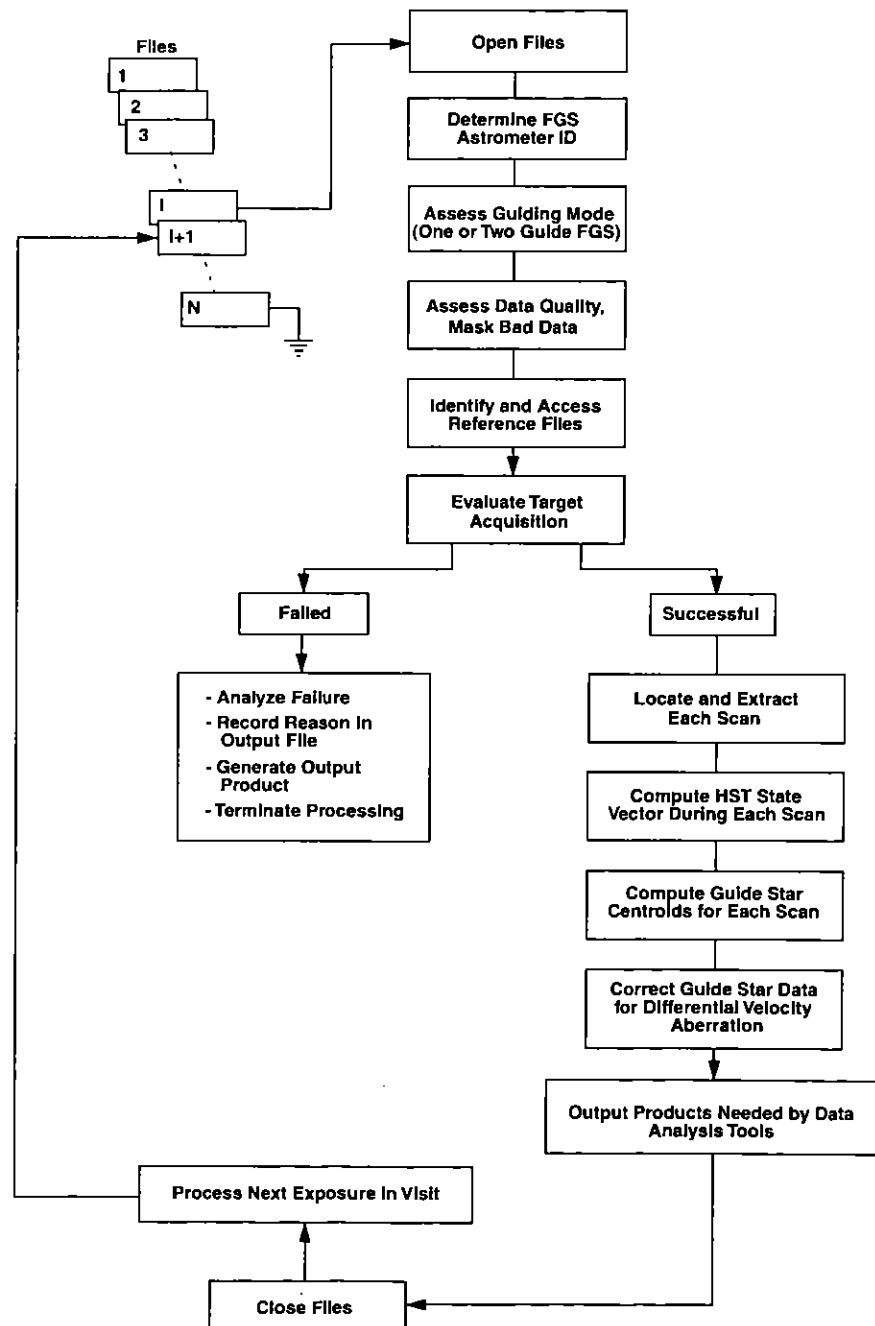 Files
1
2
3
I
I+1
N
Open Files
Determine FGS
Astrometer ID
Assess Guiding Mode
(One or Two Guide FGS)
Assess Data Quality,
Mask Bad Data
Identify and Access
Reference Files
Evaluate Target
Acquisition
Failed
Successful
- Analyze Failure
- Record Reason in
Output File
- Generate Output
Product
- Terminate Processing
Locate and Extract
Each Scan
Compute HST State
Vector During Each Scan
Compute Guide Star
Centroids for Each Scan
Correct Guide Star Data
for Differential Velocity
Aberration
Output Products Needed by Data
Analysis Tools
Process Next Exposure in Visit
Close Files